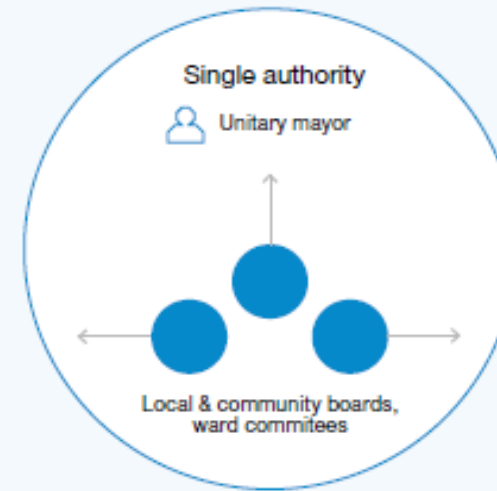 Single authority
Unitary mayor
Local & community boards,
ward commitees